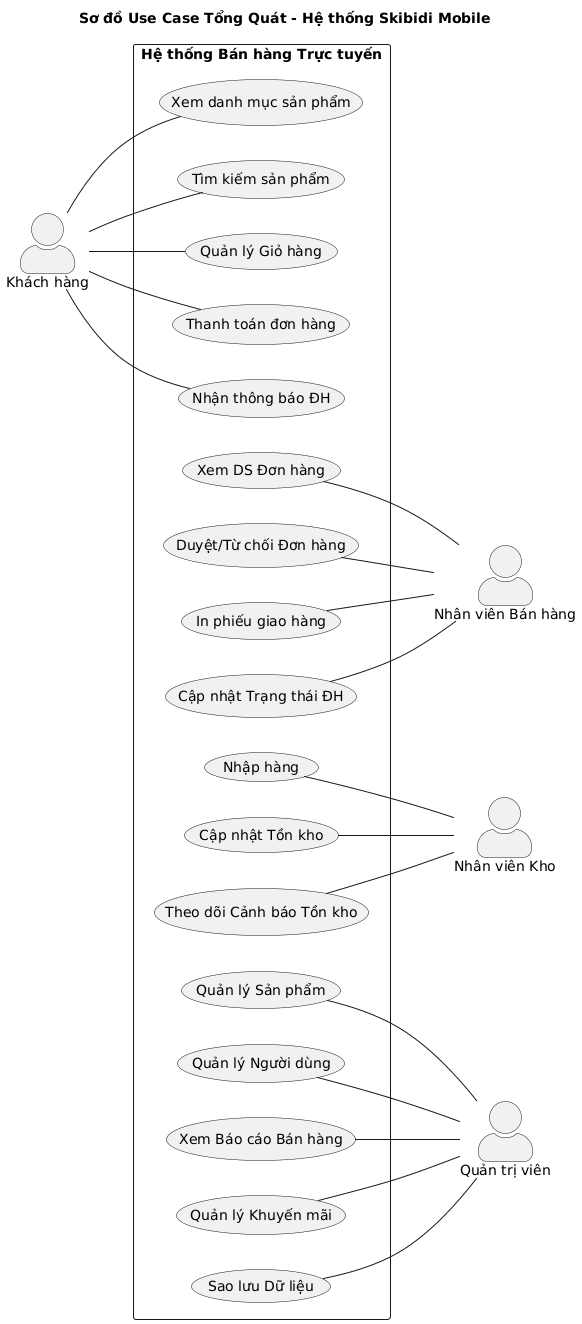 Sơ đồ Use Case Tổng Quát - Hệ thống Skibidi Mobile
Hệ thống Bán hàng Trực tuyến
Xem danh mục sản phẩm
Tìm kiếm sản phẩm
Quản lý Giỏ hàng
Khách hàng
Thanh toán đơn hàng
Nhận thông báo ĐH
Xem DS Đơn hàng
Duyệt/Từ chối Đơn hàng
Nhân viên Bán hàng
In phiếu giao hàng
Cập nhật Trạng thái ĐH
Nhập hàng
Cập nhật Tồn kho
Nhân viên Kho
Theo dõi Cảnh báo Tồn kho
Quản lý Sản phẩm
Quản lý Người dùng
Xem Báo cáo Bán hàng
Quản trị viên
Quản lý Khuyến mãi
Sao lưu Dữ liệu